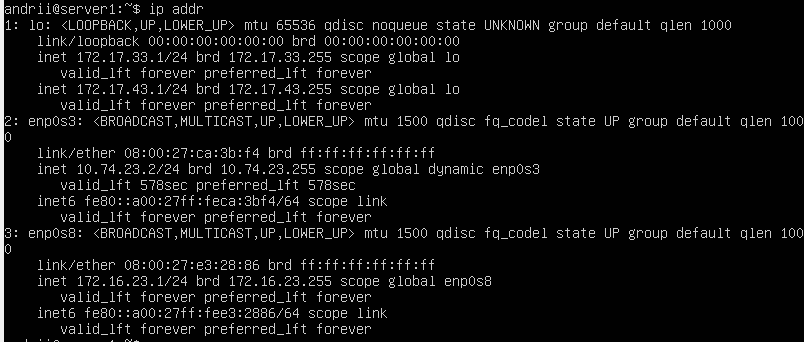 andrii@server1:~$ ip addr
1: lo: <LOOPBACK,UP,LOWER_UP> mtu 65536 qdisc noqueue state UNKNOWN group default qlen 1000
    link/loopback 00:00:00:00:00:00 brd 00:00:00:00:00:00
    inet 172.17.33.1/24 brd 172.17.33.255 scope global lo
       valid_lft forever preferred_lft forever
    inet 172.17.43.1/24 brd 172.17.43.255 scope global lo
       valid_lft forever preferred_lft forever
2: enp0s3: <BROADCAST,MULTICAST,UP,LOWER_UP> mtu 1500 qdisc fq_codel state UP group default qlen 100
0
    link/ether 08:00:27:ca:3b:f4 brd ff:ff:ff:ff:ff:ff
    inet 10.74.23.2/24 brd 10.74.23.255 scope global dynamic enp0s3
       valid_lft 578sec preferred_lft 578sec
    inet6 fe80::a00:27ff:feca:3bf4/64 scope link
       valid_lft forever preferred_lft forever
3: enp0s8: <BROADCAST,MULTICAST,UP,LOWER_UP> mtu 1500 qdisc fq_codel state UP group default qlen 100
0
    link/ether 08:00:27:e3:28:86 brd ff:ff:ff:ff:ff:ff
    inet 172.16.23.1/24 brd 172.16.23.255 scope global enp0s8
       valid_lft forever preferred_lft forever
    inet6 fe80::a00:27ff:fee3:2886/64 scope link
       valid_lft forever preferred_lft forever
andrii@server1:~$